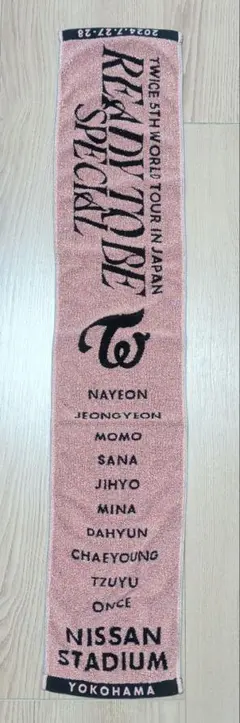 2024.7.27-28
TWICE 5TH WORLD TOUR IN JAPAN
READY TO BE
SPECIAL
NAYEON
JEONGYEON
MOMO
SANA
JIHYO
MINA
DAHYUN
CHAEYOUNG
TZUYU
ONCE
NISSAN
STADIUM
YOKOHAMA